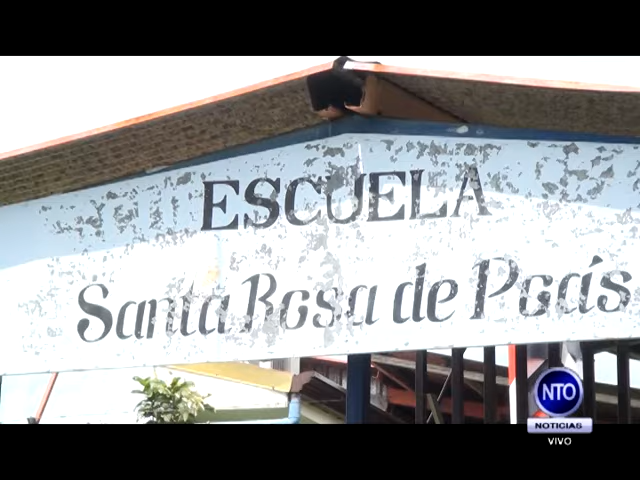 ESCUELA
Santa Rosa de Poás
NTO
NOTICIAS
VIVO